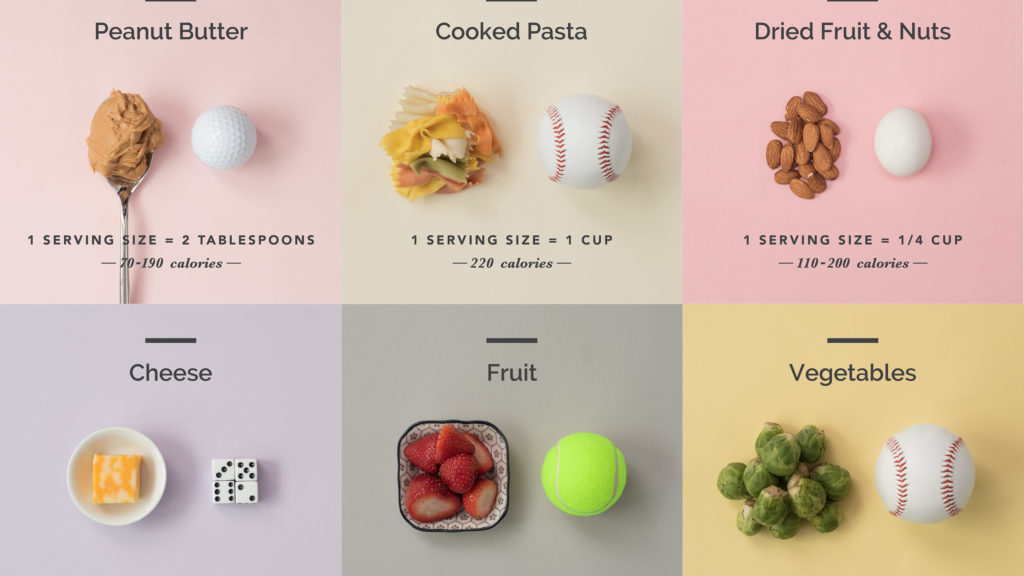 Peanut Butter
Cooked Pasta
Dried Fruit & Nuts
1 SERVING SIZE = 2 TABLESPOONS
1 SERVING SIZE = 1 CUP
1 SERVING SIZE = 1/4 CUP
— 70-190 calories —
— 220 calories —
— 110-200 calories —
Cheese
Fruit
Vegetables